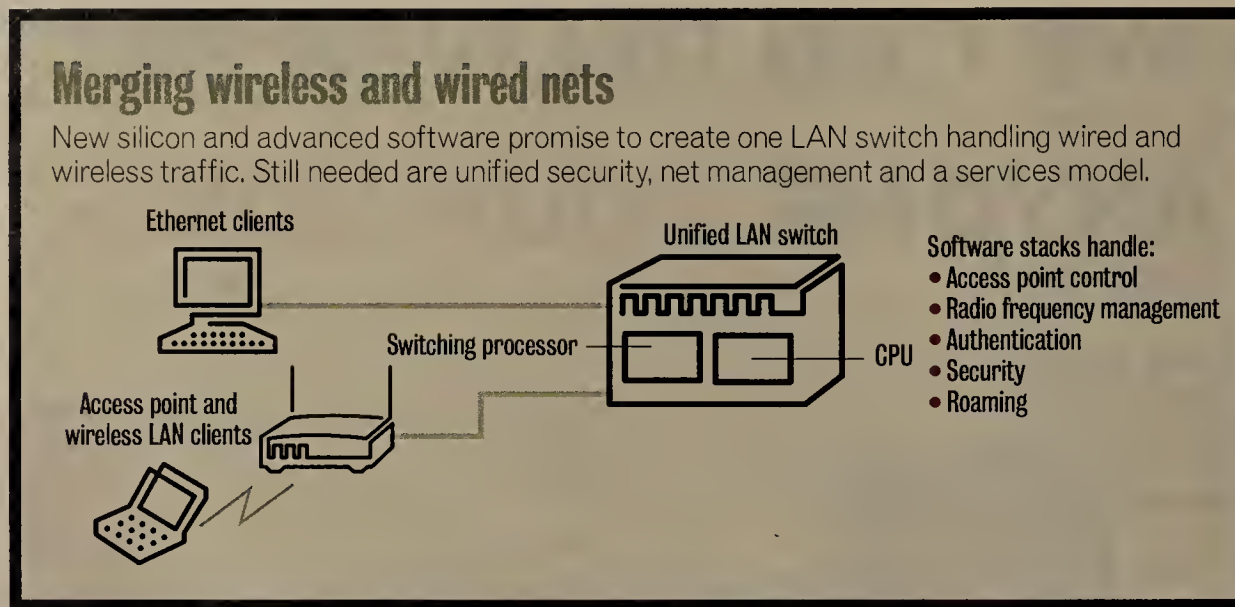 Merging wireless and wired nets
New silicon and advanced software promise to create one LAN switch handling wired and
wireless traffic. Still needed are unified security, net management and a services model.
Ethernet clients
Unified LAN switch
Switching processor
CPU
Access point and
wireless LAN clients
Software stacks handle:
• Access point control
• Radio frequency management
• Authentication
• Security
• Roaming